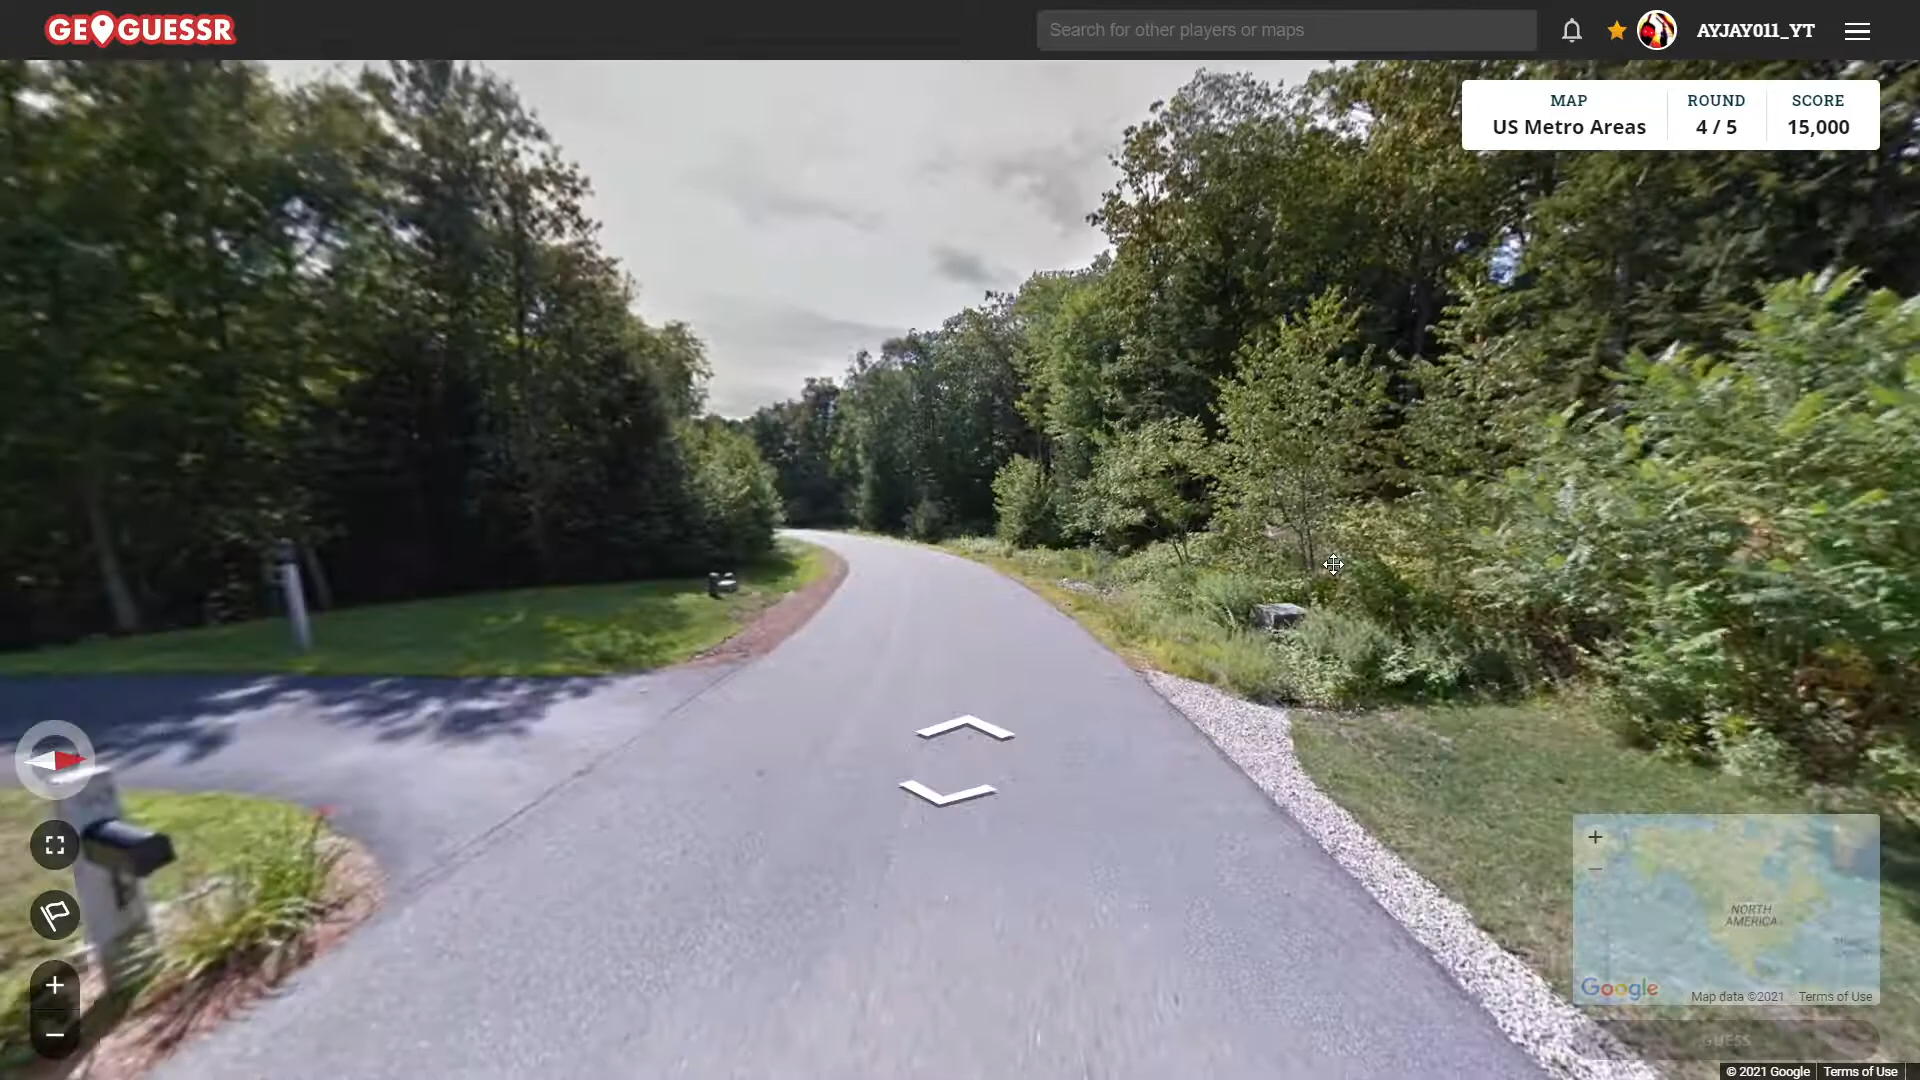 GEOGUESSR
Search for other players or maps
AYJAY011_YT
MAP
US Metro Areas
ROUND
4 / 5
SCORE
15,000
NORTH
AMERICA
Google
Map data ©2021
Terms of Use
GUESS
© 2021 Google
Terms of Use